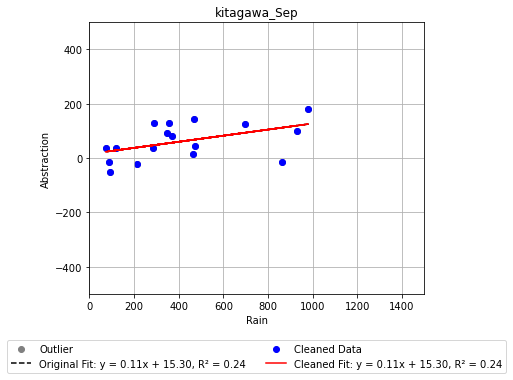 kitagawa_Sep
400
200
0
−200
−400
Abstraction
0 200 400 600 800 1000 1200 1400
Rain
Outlier
Original Fit: y = 0.11x + 15.30, R² = 0.24
Cleaned Data
Cleaned Fit: y = 0.11x + 15.30, R² = 0.24